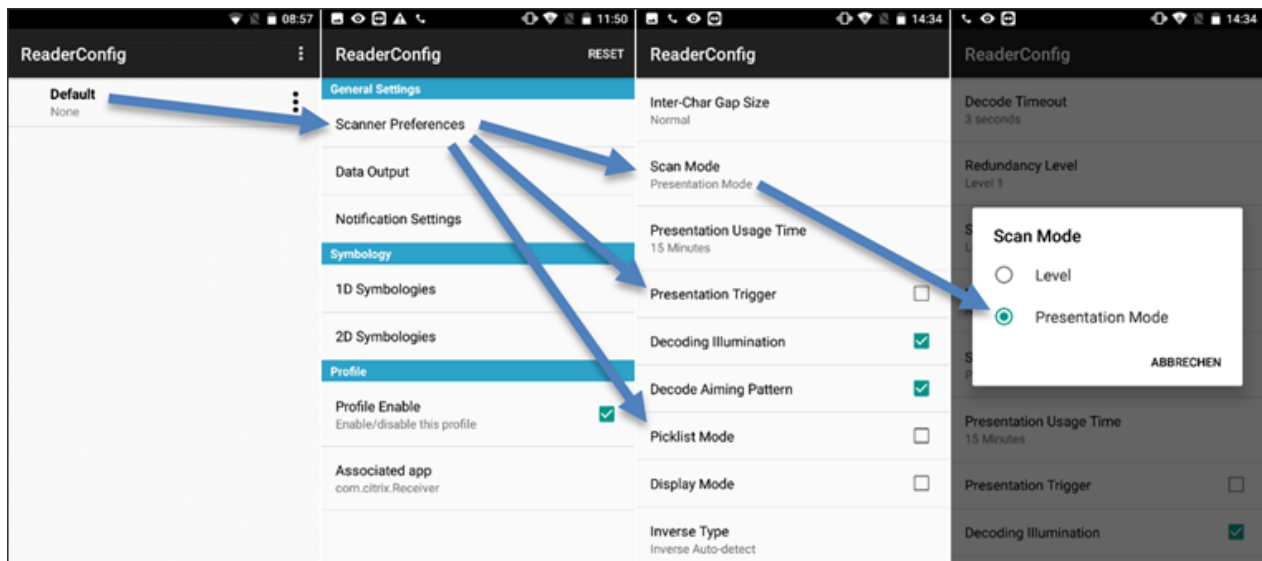 08:57
ReaderConfig
Default
None
11:50
ReaderConfig
RESET
General Settings
Scanner Preferences
Data Output
Notification Settings
Symbology
1D Symbologies
2D Symbologies
Profile
Profile Enable
Enable/disable this profile
Associated app
com.citrix.Receiver
14:34
ReaderConfig
Inter-Char Gap Size
Normal
Scan Mode
Presentation Mode
Presentation Usage Time
15 Minutes
Presentation Trigger
Decoding Illumination
Decode Aiming Pattern
Picklist Mode
Display Mode
Inverse Type
Inverse Auto-detect
14:34
ReaderConfig
Decode Timeout
3 seconds
Redundancy Level
Level 1
Scan Mode
Level
Presentation Mode
ABBRECHEN
Presentation Usage Time
15 Minutes
Presentation Trigger
Decoding Illumination